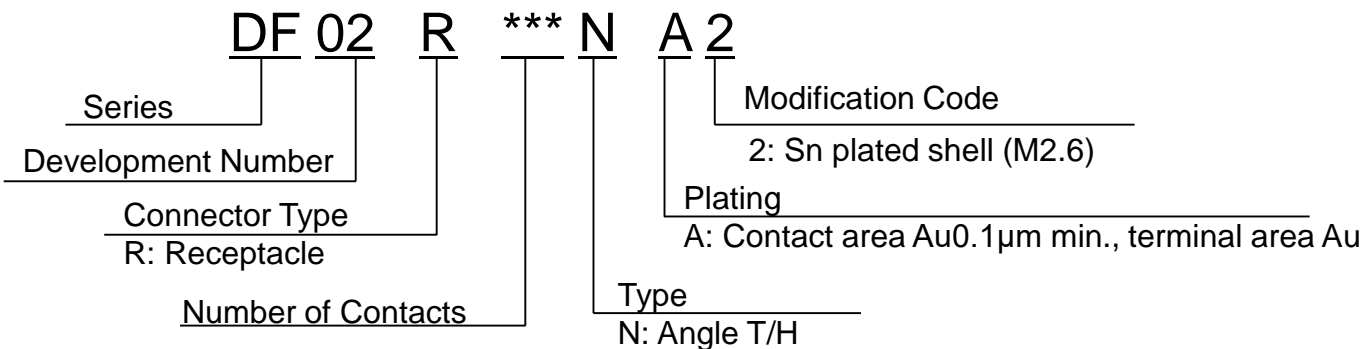 DF 02 R *** N A 2
Series
Modification Code
2: Sn plated shell (M2.6)
Development Number
Plating
A: Contact area Au0.1μm min., terminal area Au
Connector Type
R: Receptacle
Number of Contacts
Type
N: Angle T/H